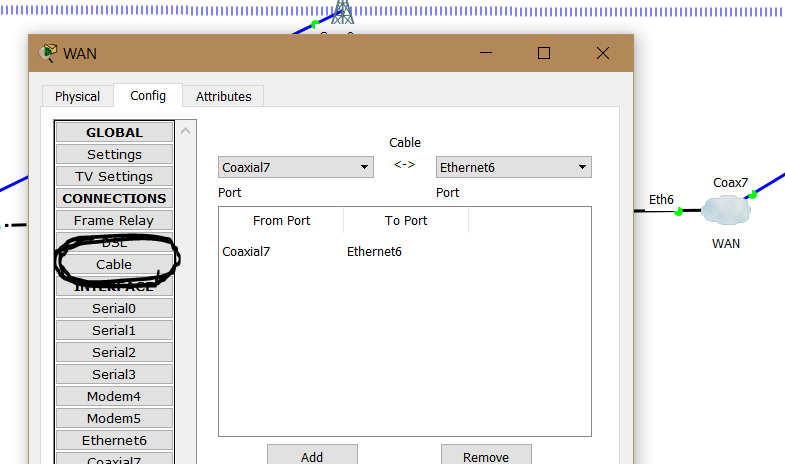 WAN
Physical
Config
Attributes
GLOBAL
Settings
TV Settings
CONNECTIONS
Frame Relay
DSL
Cable
INTERFACE
Serial0
Serial1
Serial2
Serial3
Modem4
Modem5
Ethernet6
Coaxial7
Cable
Coaxial7
<->
Ethernet6
Port
Port
From Port
To Port
Coaxial7
Ethernet6
Add
Remove
Eth6
Coax7
WAN